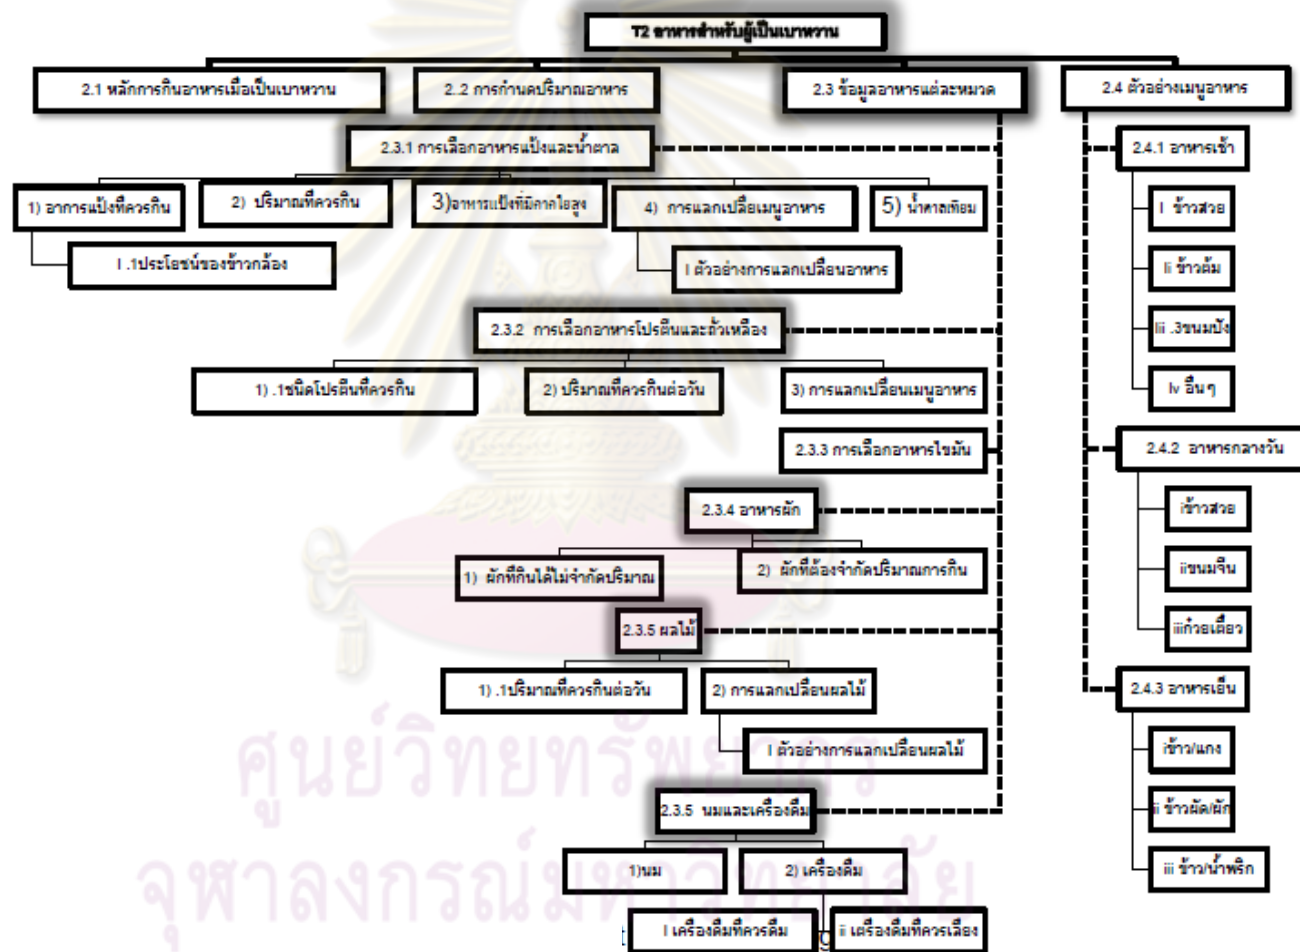 T2 อาหารสำหรับผู้เป็นเบาหวาน
2.1 หลักการกินอาหารเมื่อเป็นเบาหวาน
2..2 การกำนดปริมาณอาหาร
2.3 ข้อมูลอาหารแต่ละหมวด
2.4 ตัวอย่างเมนูอาหาร
2.3.1 การเลือกอาหารแป้งและน้ำตาล
1) อาการแป้งที่ควรกิน
2) ปริมาณที่ควรกิน
3)อาหารแป้งที่มีกากใยสูง
4) การแลกเปลี่ยเมนูอาหาร
5) น้ำตาลเทียม
I .1ประโยชน์ของข้าวกล้อง
I ตัวอย่างการแลกเปลี่ยนอาหาร
2.3.2 การเลือกอาหารโปรตีนและถั่วเหลือง
1) .1ชนิดโปรตีนที่ควรกิน
2) ปริมาณที่ควรกินต่อวัน
3) การแลกเปลี่ยนเมนูอาหาร
2.3.3 การเลือกอาหารไขมัน
2.3.4 อาหารผัก
1) ผักที่กินได้ไม่จำกัดปริมาณ
2) ผักที่ต้องจำกัดปริมาณการกิน
2.3.5 ผลไม้
1) .1ปริมาณที่ควรกินต่อวัน
2) การแลกเปลี่ยนผลไม้
I ตัวอย่างการแลกเปลี่ยนผลไม้
2.3.5 นมและเครื่องดื่ม
1)นม
2) เครื่องดื่ม
I เครื่องดื่มที่ควรดื่ม
ii เตรื่องดื่มที่ควรเลี่ยง
2.4.1 อาหารเช้า
I ข้าวสวย
Ii ข้าวต้ม
Iii .3ขนมปัง
Iv อื่นๆ
2.4.2 อาหารกลางวัน
iข้าวสวย
iiขนมจีน
iiiก๋วยเตี๋ยว
2.4.3 อาหารเย็น
iข้าว/แกง
ii ข้าวผัด/ผัก
iii ข้าว/น้ำพริก
ศูนย์วิทยทรัพยากร
จุฬาลงกรณ์มหาวิทยาลัย